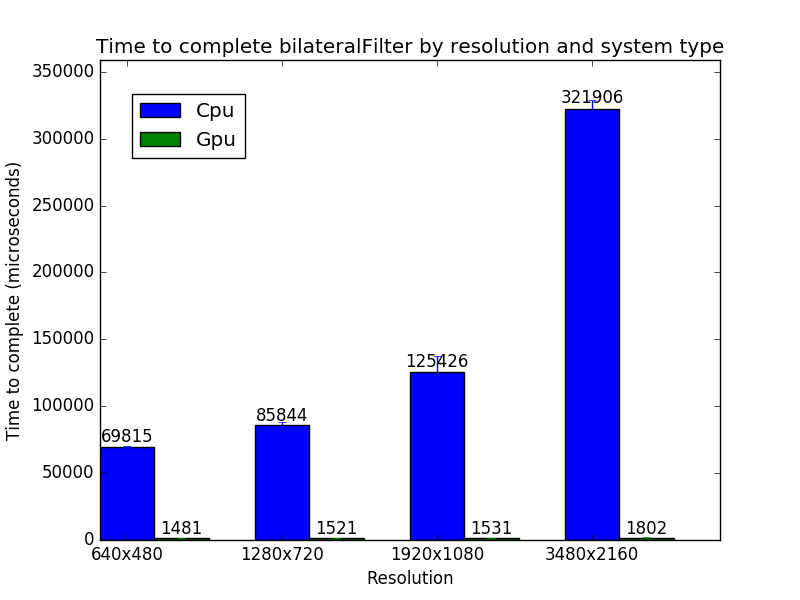 Time to complete bilateralFilter by resolution and system type
350000
300000
250000
200000
150000
100000
50000
0
Time to complete (microseconds)
Cpu
Gpu
69815
1481
85844
1521
125426
1531
321906
1802
640x480
1280x720
1920x1080
3480x2160
Resolution